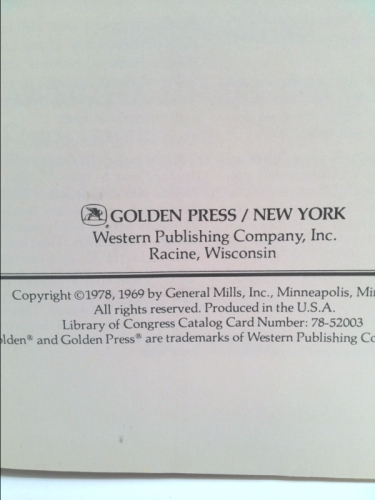 GOLDEN PRESS / NEW YORK
Western Publishing Company, Inc.
Racine, Wisconsin
Copyright ©1978, 1969 by General Mills, Inc., Minneapolis,
All rights reserved. Produced in the U.S.A.
Library of Congress Catalog Card Number: 78-52003
and Golden Press® are trademarks of Western Publishing